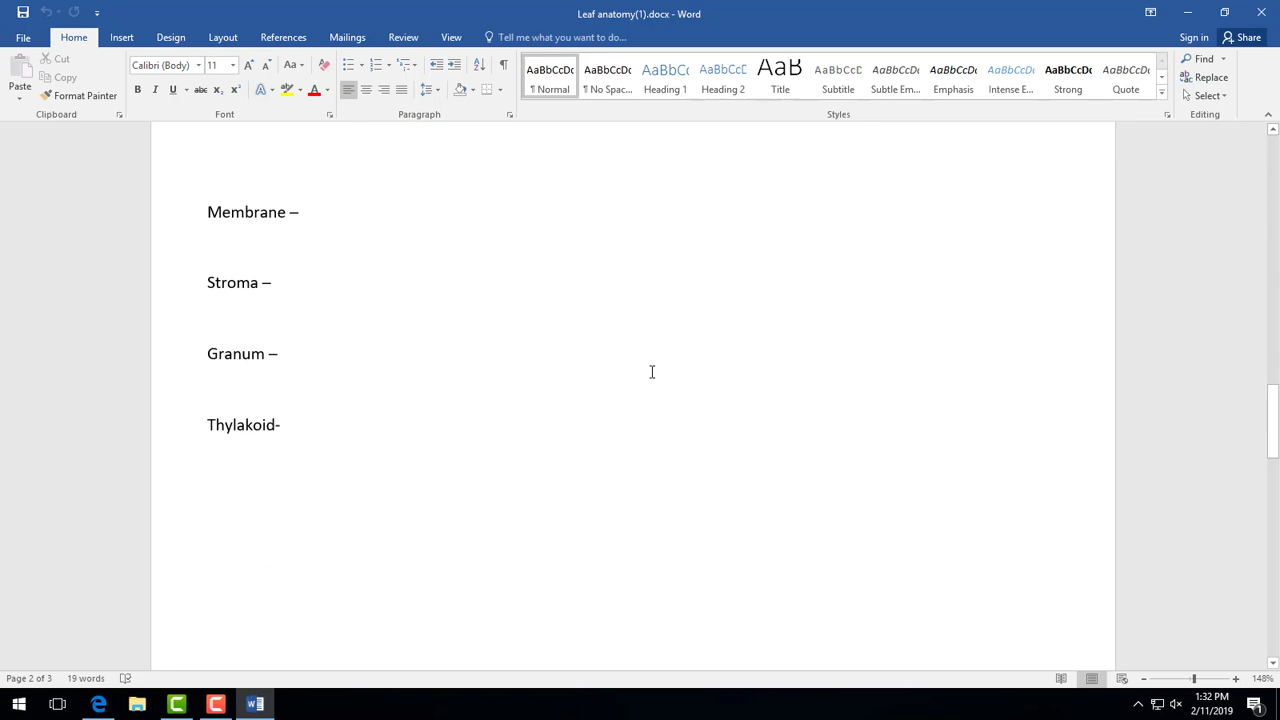 Leaf anatomy(1).docx - Word
File Home Insert Design Layout References Mailings Review View Tell me what you want to do... Sign in Share
Paste
Cut
Copy
Format Painter
Clipboard
Calibri (Body) 11
Font
Paragraph
AaBbCcDc AaBbCcDc AaBbCc AaBbCcD AaB AaBbCcD AaBbCcDc AaBbCcDc AaBbCcDc AaBbCcDc AaBbCcDc
¶ Normal ¶ No Spac... Heading 1 Heading 2 Title Subtitle Subtle Em... Emphasis Intense E... Strong Quote
Styles
Find
Replace
Select
Editing
Membrane –
Stroma –
Granum –
Thylakoid-
Page 2 of 3 19 words 148%
1:32 PM
2/11/2019
1